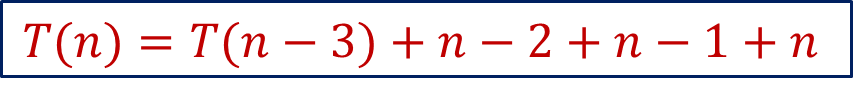 T(n) = T(n − 3) + n − 2 + n − 1 + n